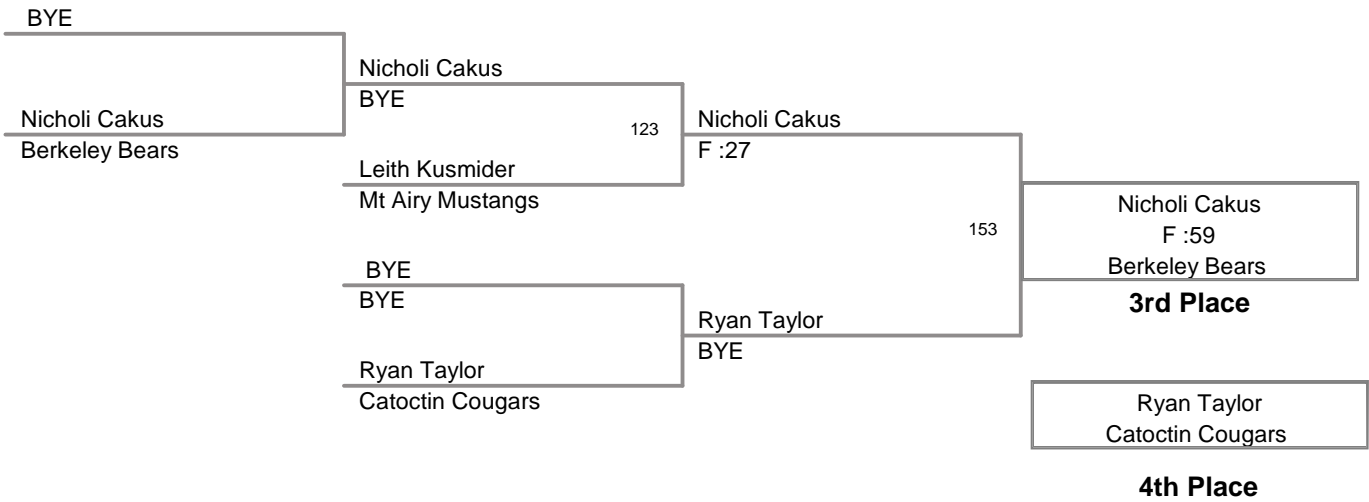 BYE
Nicholi Cakus
BYE
Nicholi Cakus
Berkeley Bears
123
Nicholi Cakus
F :27
Leith Kusmider
Mt Airy Mustangs
153
Nicholi Cakus
F :59
Berkeley Bears
3rd Place
BYE
BYE
Ryan Taylor
BYE
Ryan Taylor
Catoctin Cougars
Ryan Taylor
Catoctin Cougars
4th Place